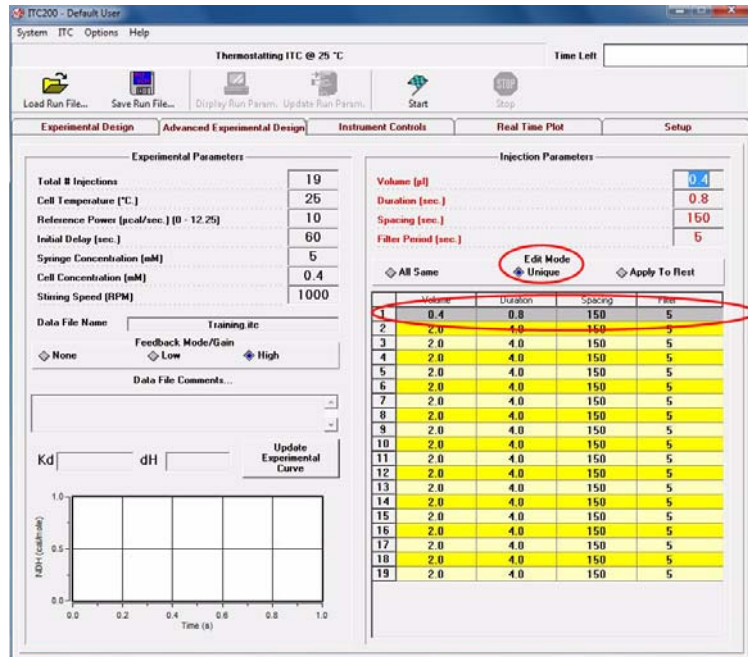 ITC200 - Default User
System ITC Options Help
Thermostatting ITC @ 25 °C
Time Left
Load Run File...
Save Run File...
Display Run Param.
Update Run Param.
Start
STOP
Stop
Experimental Design
Advanced Experimental Design
Instrument Controls
Real Time Plot
Setup
Experimental Parameters
Total # Injections 19
Cell Temperature (°C.) 25
Reference Power (µcal/sec.) (0 - 12.25) 10
Initial Delay (sec.) 60
Syringe Concentration (mM) 5
Cell Concentration (mM) 0.4
Stirring Speed (RPM) 1000
Data File Name Training.itc
Feedback Mode/Gain
None Low High
Data File Comments...
Kd dH
Update Experimental Curve
NDH (cal/mole)
1.0
0.5
0.0
0.0 0.2 0.4 0.6 0.8 1.0
Time (s)
Injection Parameters
Volume (µl) 0.4
Duration (sec.) 0.8
Spacing (sec.) 150
Filter Period (sec.) 5
Edit Mode
All Same Unique Apply To Rest
Volume Duration Spacing Filter
1 0.4 0.8 150 5
2 2.0 4.0 150 5
3 2.0 4.0 150 5
4 2.0 4.0 150 5
5 2.0 4.0 150 5
6 2.0 4.0 150 5
7 2.0 4.0 150 5
8 2.0 4.0 150 5
9 2.0 4.0 150 5
10 2.0 4.0 150 5
11 2.0 4.0 150 5
12 2.0 4.0 150 5
13 2.0 4.0 150 5
14 2.0 4.0 150 5
15 2.0 4.0 150 5
16 2.0 4.0 150 5
17 2.0 4.0 150 5
18 2.0 4.0 150 5
19 2.0 4.0 150 5